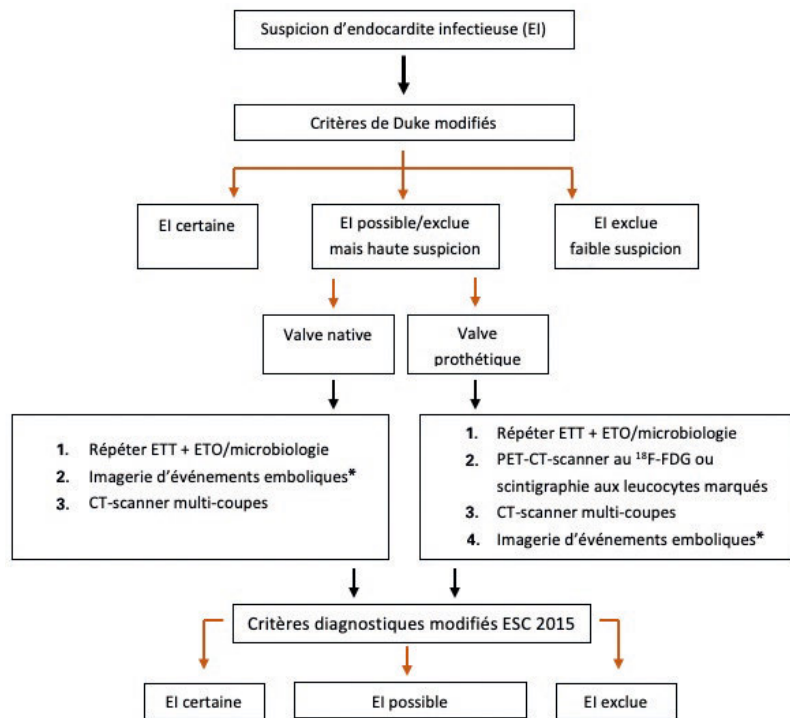 Suspicion d'endocardite infectieuse (EI)
Critères de Duke modifiés
EI certaine
EI possible/exclue
mais haute suspicion
EI exclue
faible suspicion
Valve native
Valve
prothétique
1. Répéter ETT + ETO/microbiologie
2. Imagerie d'événements emboliques*
3. CT-scanner multi-coupes
1. Répéter ETT + ETO/microbiologie
2. PET-CT-scanner au ¹⁸F-FDG ou
scintigraphie aux leucocytes marqués
3. CT-scanner multi-coupes
4. Imagerie d'événements emboliques*
Critères diagnostiques modifiés ESC 2015
EI certaine
EI possible
EI exclue